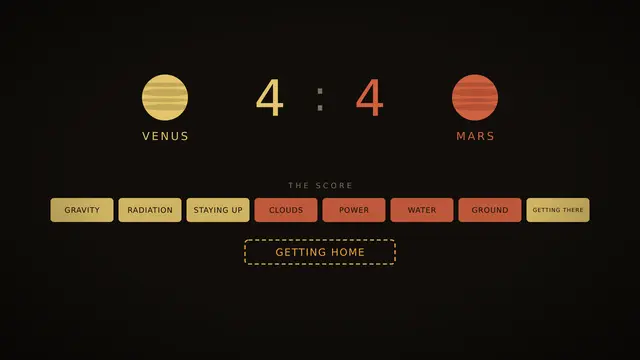 4 : 4
VENUS
MARS
THE SCORE
GRAVITY
RADIATION
STAYING UP
CLOUDS
POWER
WATER
GROUND
GETTING THERE
GETTING HOME